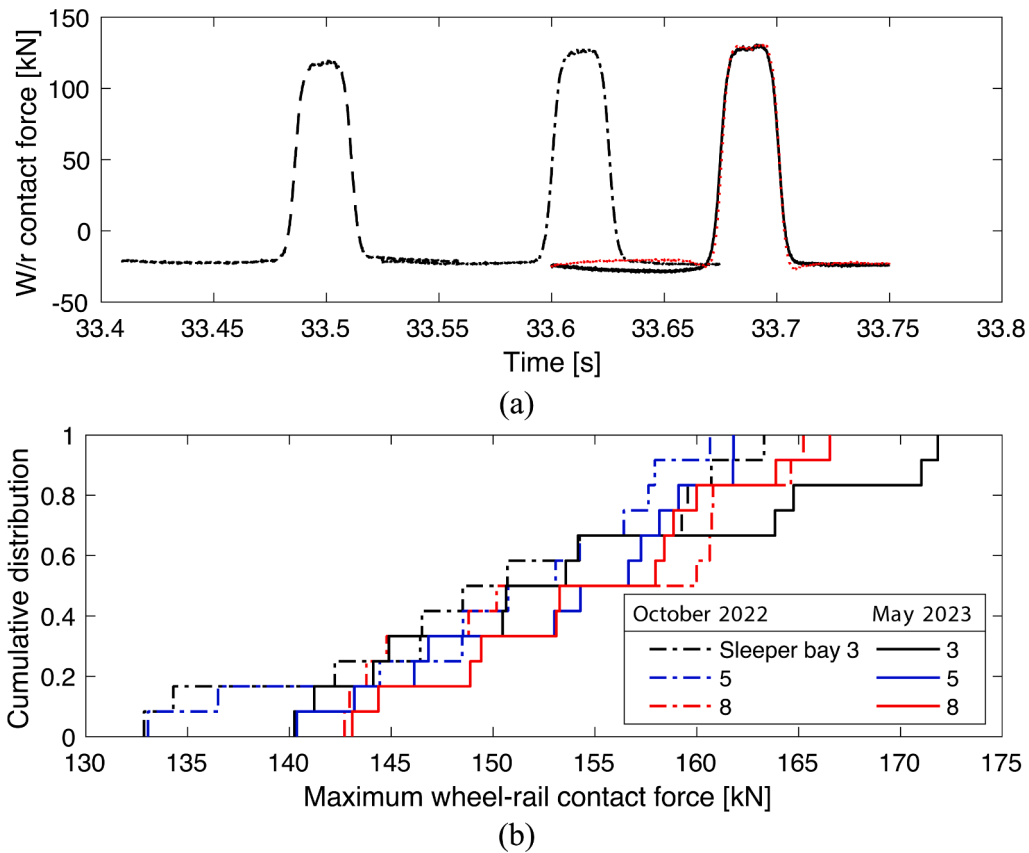 W/r contact force [kN]
150
100
50
0
-50
33.4 33.45 33.5 33.55 33.6 33.65 33.7 33.75 33.8
Time [s]
(a)
Cumulative distribution
1
0.8
0.6
0.4
0.2
0
October 2022 May 2023
Sleeper bay 3 3
5 5
8 8
130 135 140 145 150 155 160 165 170 175
Maximum wheel-rail contact force [kN]
(b)